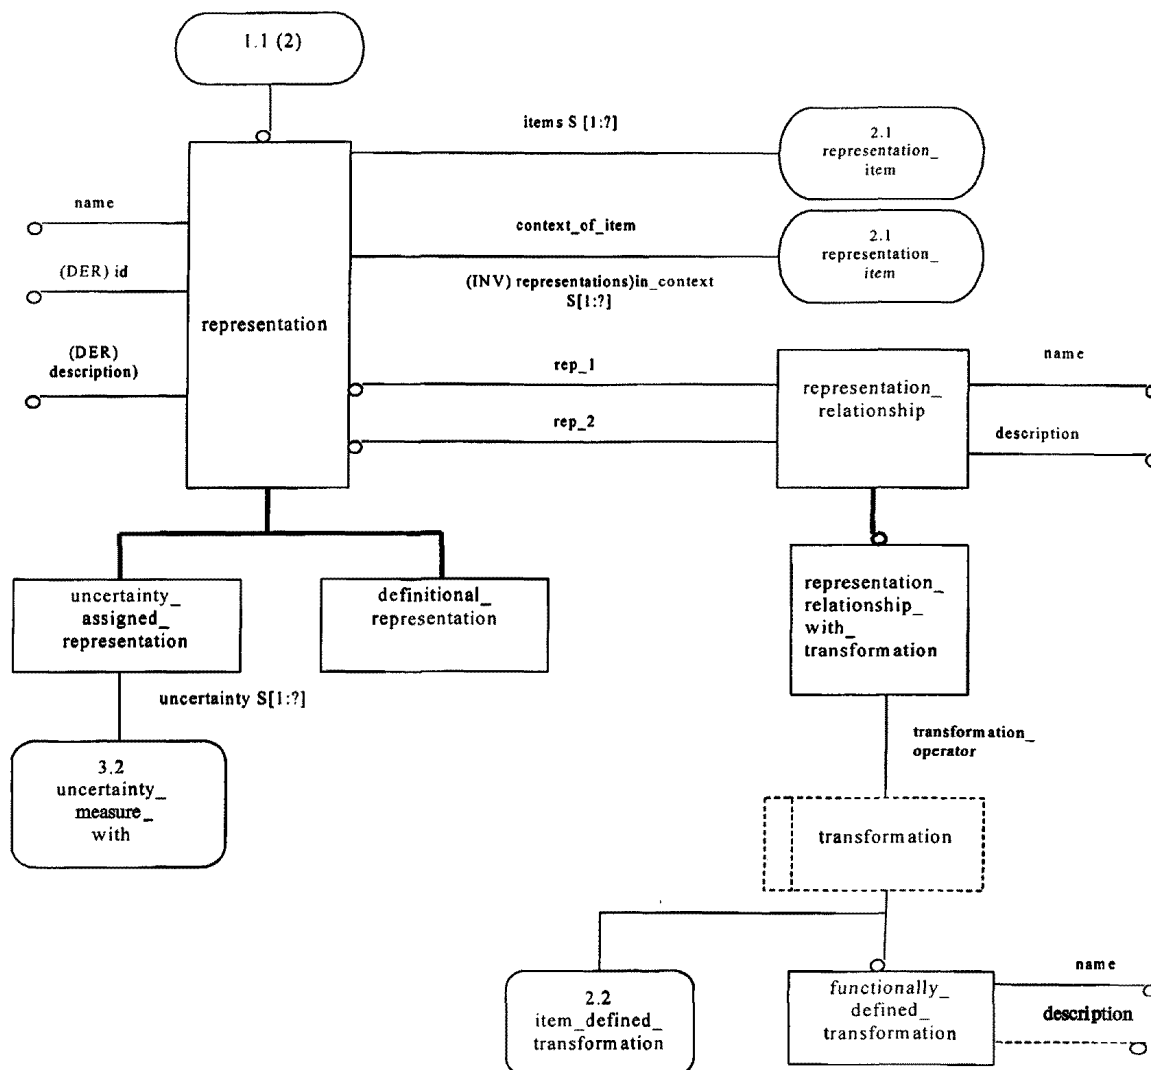 1.1 (2)
items S [1:?]
2.1
representation_
item
name
context_of_item
2.1
representation_
item
(DER) id
(INV) representations)in_context
S[1:?]
representation
(DER)
description)
rep_1
representation_
relationship
name
rep_2
description
uncertainty_
assigned_
representation
definitional_
representation
representation_
relationship_
with_
transformation
uncertainty S[1:?]
transformation_
operator
3.2
uncertainty_
measure_
with
transformation
2.2
item_defined_
transformation
functionally_
defined_
transformation
name
description